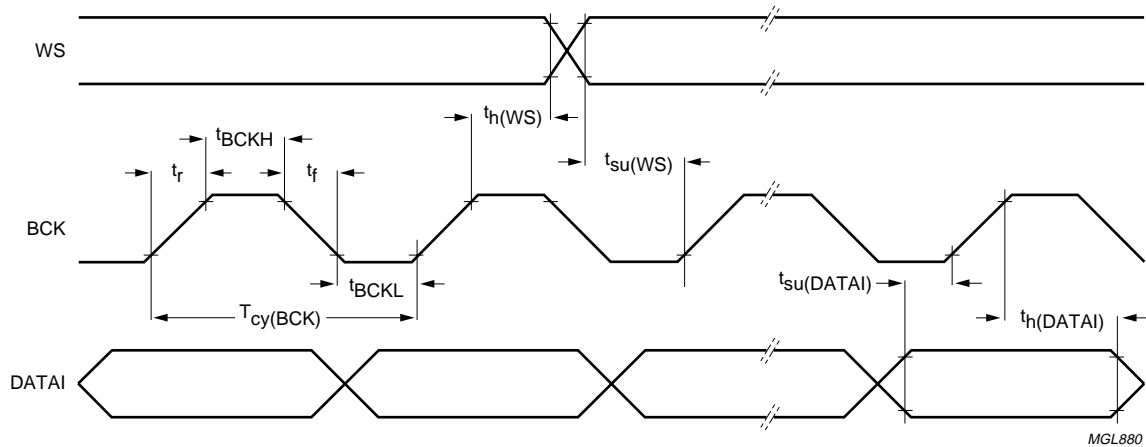 WS
th(WS)
tBCKH
tr
tf
tsu(WS)
BCK
tBCKL
tsu(DATAI)
Tcy(BCK)
th(DATAI)
DATAI
MGL880